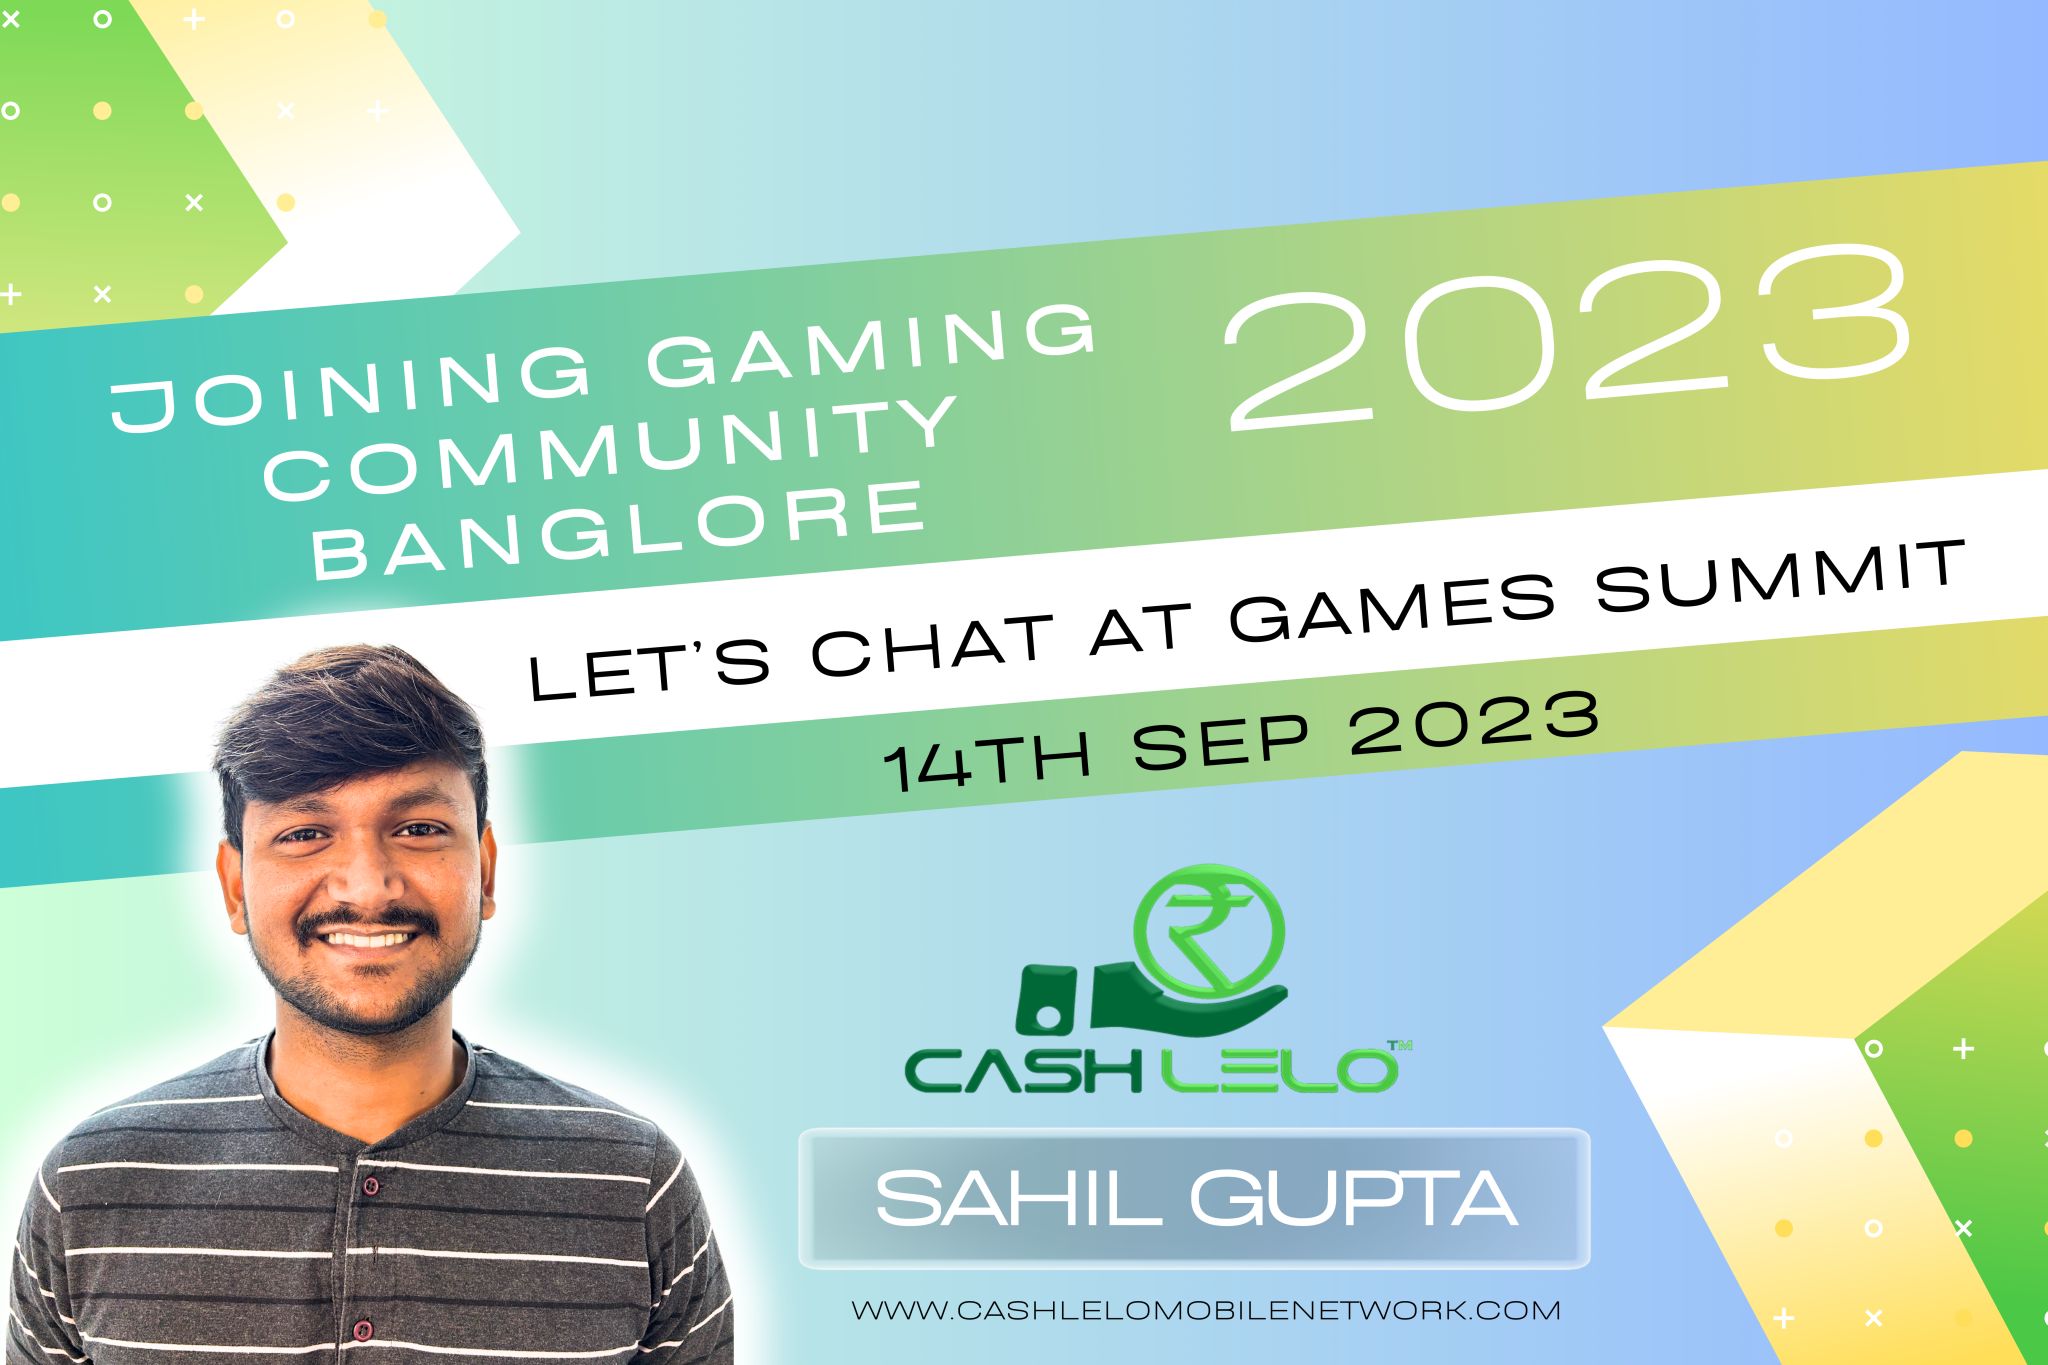 JOINING GAMING
COMMUNITY
BANGLORE
2023
LET'S CHAT AT GAMES SUMMIT
14TH SEP 2023
₹
CASH LELO™
SAHIL GUPTA
WWW.CASHLELOMOBILENETWORK.COM